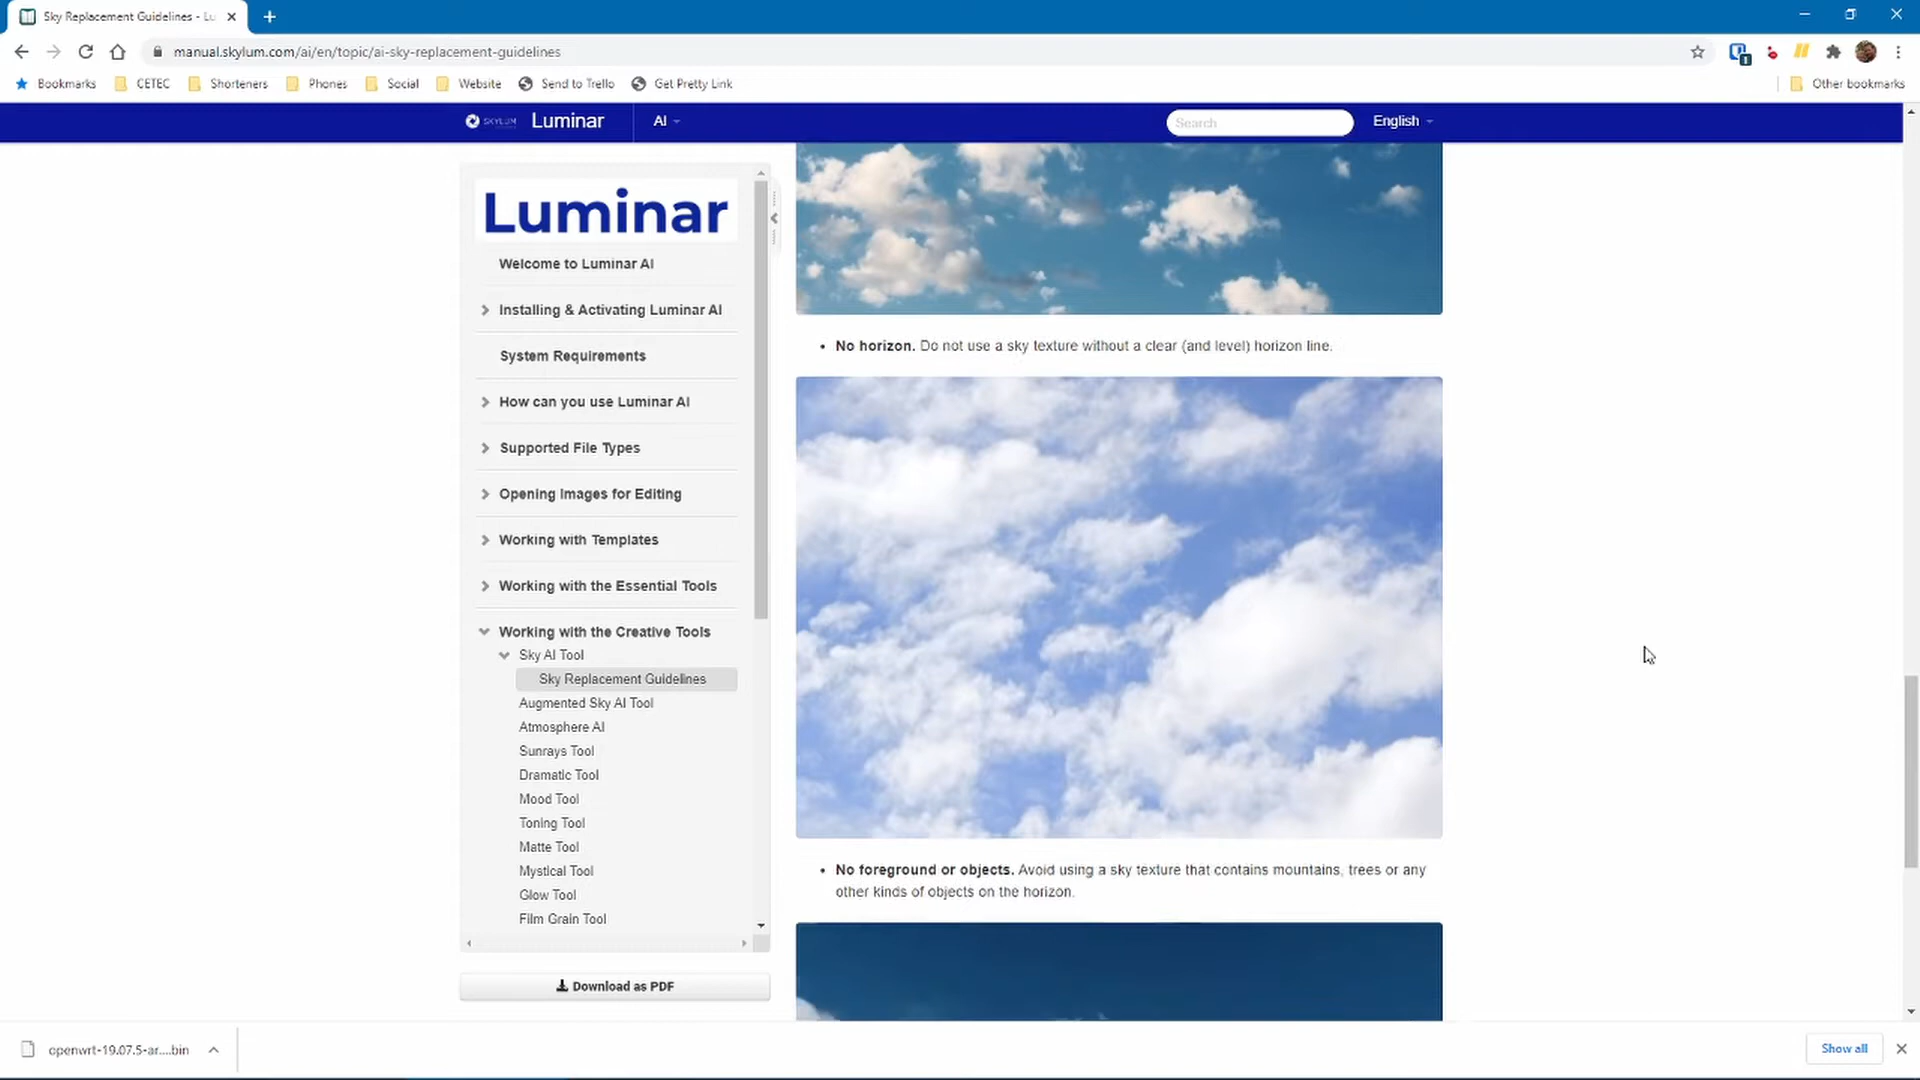 Sky Replacement Guidelines - Lu
manual.skylum.com/ai/en/topic/ai-sky-replacement-guidelines
Bookmarks
CETEC
Shorteners
Phones
Social
Website
Send to Trello
Get Pretty Link
Other bookmarks
SKYLUM
Luminar
AI
Search
English
Luminar
Welcome to Luminar AI
Installing & Activating Luminar AI
System Requirements
How can you use Luminar AI
Supported File Types
Opening Images for Editing
Working with Templates
Working with the Essential Tools
Working with the Creative Tools
Sky AI Tool
Sky Replacement Guidelines
Augmented Sky AI Tool
Atmosphere AI
Sunrays Tool
Dramatic Tool
Mood Tool
Toning Tool
Matte Tool
Mystical Tool
Glow Tool
Film Grain Tool
Download as PDF
• No horizon. Do not use a sky texture without a clear (and level) horizon line.
• No foreground or objects. Avoid using a sky texture that contains mountains, trees or any
other kinds of objects on the horizon.
openwrt-19.07.5-ar....bin
Show all